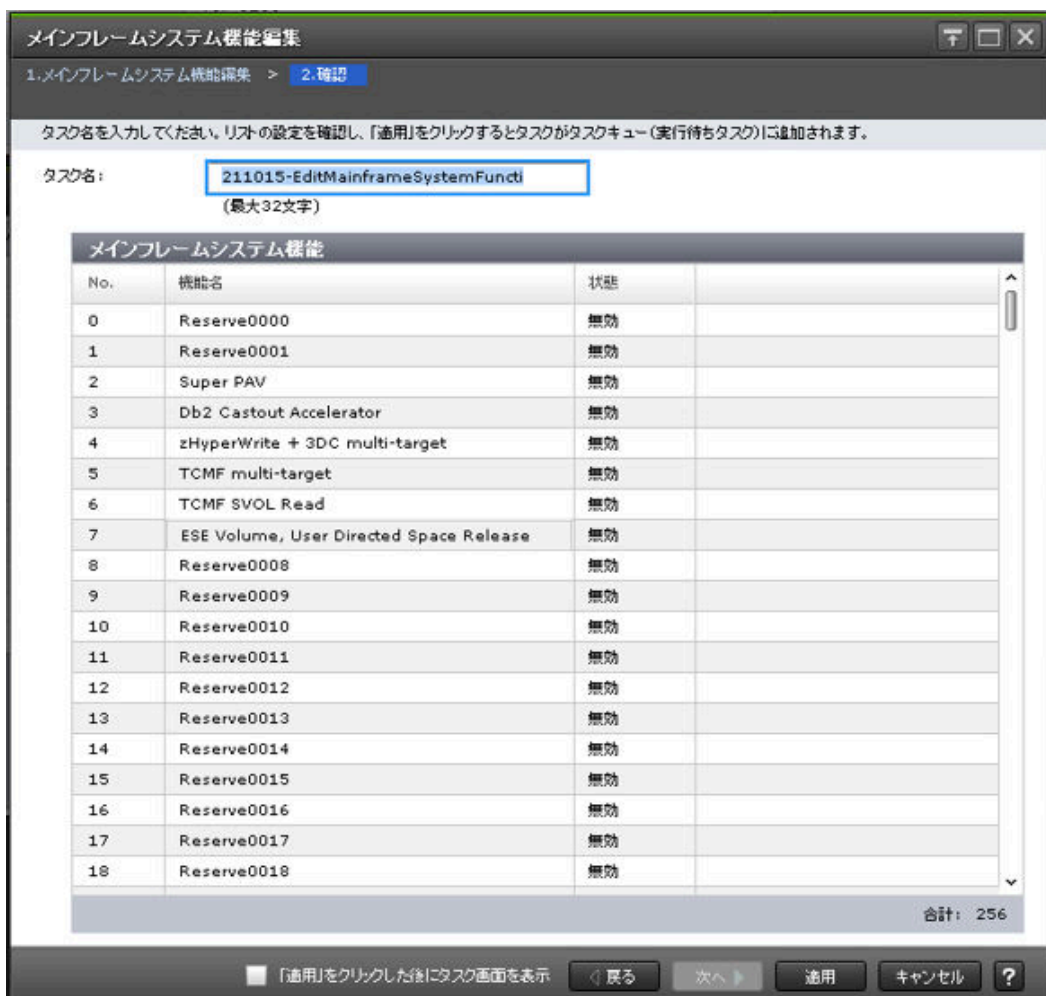 メインフレームシステム機能編集
1.メインフレームシステム機能編集 > 2.確認
タスク名を入力してください。リストの設定を確認し、「適用」をクリックするとタスクがタスクキュー(実行待ちタスク)に追加されます。
タスク名: 211015-EditMainframeSystemFuncti
(最大32文字)
メインフレームシステム機能
No. 機能名 状態
0 Reserve0000 無効
1 Reserve0001 無効
2 Super PAV 無効
3 Db2 Castout Accelerator 無効
4 zHyperWrite + 3DC multi-target 無効
5 TCMF multi-target 無効
6 TCMF SVOL Read 無効
7 ESE Volume, User Directed Space Release 無効
8 Reserve0008 無効
9 Reserve0009 無効
10 Reserve0010 無効
11 Reserve0011 無効
12 Reserve0012 無効
13 Reserve0013 無効
14 Reserve0014 無効
15 Reserve0015 無効
16 Reserve0016 無効
17 Reserve0017 無効
18 Reserve0018 無効
合計: 256
「適用」をクリックした後にタスク画面を表示 戻る 次へ 適用 キャンセル ?